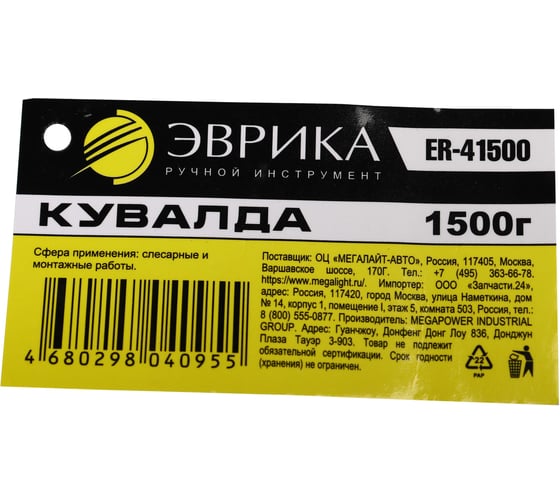 ЭВРИКА
РУЧНОЙ ИНСТРУМЕНТ
ER-41500
КУВАЛДА
1500г
Сфера применения: слесарные и
монтажные работы.
4 680298 040955
Поставщик: ОЦ «МЕГАЛАЙТ-АВТО», Россия, 117405, Москва,
Варшавское шоссе, 170Г. Тел.: +7 (495) 363-66-78.
https://www.megalight.ru/. Импортер: ООО «Запчасти.24»,
адрес: Россия, 117420, город Москва, улица Наметкина, дом
№ 14, корпус 1, помещение I, этаж 5, комната 503, Россия, тел.:
8 (800) 555-0877. Производитель: MEGAPOWER INDUSTRIAL
GROUP. Адрес: Гуанчжоу, Донфенг Донг Лоу 836, Донджун
Плаза Тауэр 3-903. Товар не подлежит
обязательной сертификации. Срок годности
(хранения) не ограничен.
22
PAP